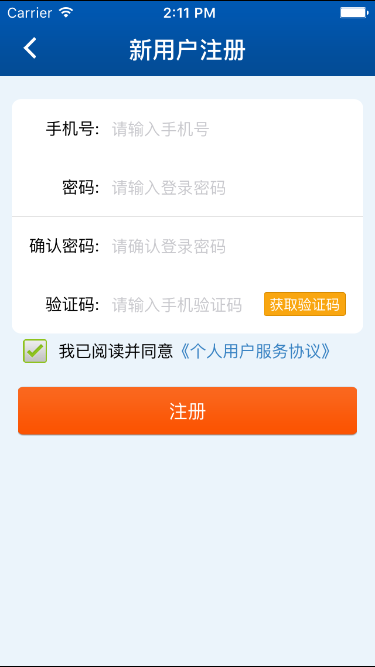 Carrier 2:11 PM
新用户注册
手机号: 请输入手机号
密码: 请输入登录密码
确认密码: 请确认登录密码
验证码: 请输入手机验证码 获取验证码
我已阅读并同意《个人用户服务协议》
注册